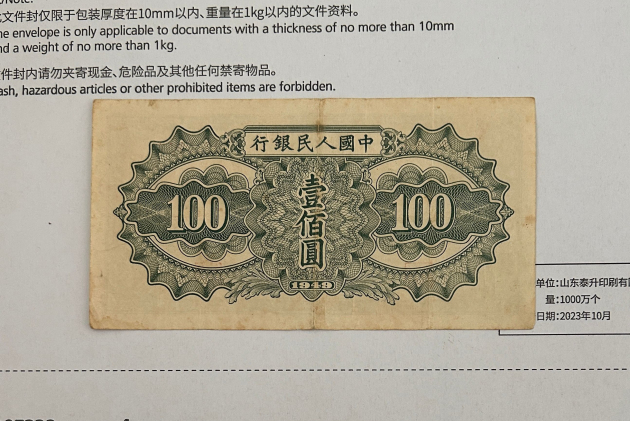 Note:
文件封仅限于包装厚度在10mm以内、重量在1kg以内的文件资料。
he envelope is only applicable to documents with a thickness of no more than 10mm
nd a weight of no more than 1kg.
件封内请勿夹寄现金、危险品及其他任何禁寄物品。
ash, hazardous articles or other prohibited items are forbidden.
行銀民人國中
100
壹佰圓
100
1949
单位:山东泰升印刷有
量:1000万个
日期:2023年10月